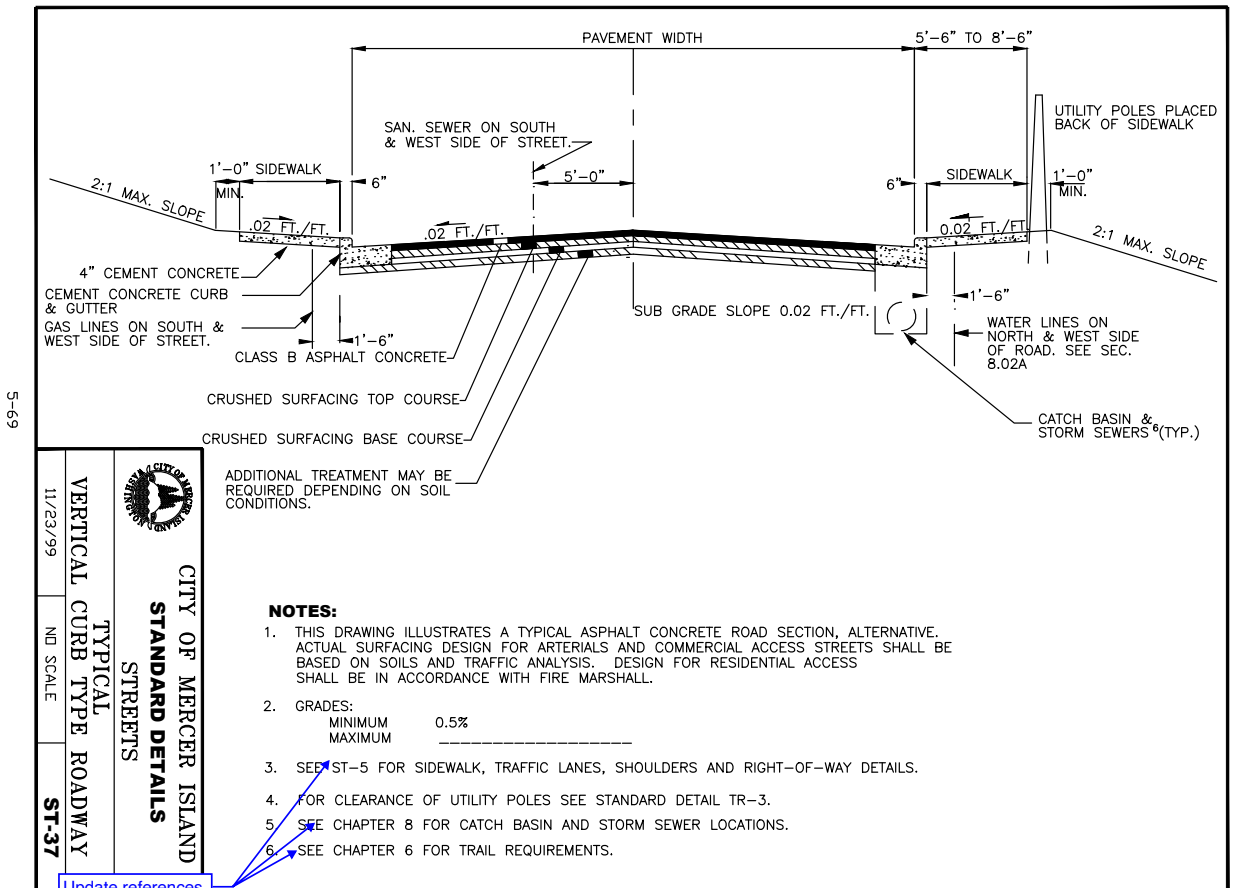 PAVEMENT WIDTH
5'-6" TO 8'-6"
UTILITY POLES PLACED
BACK OF SIDEWALK
SAN. SEWER ON SOUTH
& WEST SIDE OF STREET.
1'-0" SIDEWALK
MIN.
6"
5'-0"
6"
SIDEWALK
1'-0"
MIN.
2:1 MAX. SLOPE
.02 FT./FT.
.02 FT./FT.
0.02 FT./FT.
2:1 MAX. SLOPE
4" CEMENT CONCRETE
CEMENT CONCRETE CURB
& GUTTER
GAS LINES ON SOUTH &
WEST SIDE OF STREET.
1'-6"
SUB GRADE SLOPE 0.02 FT./FT.
1'-6"
WATER LINES ON
NORTH & WEST SIDE
OF ROAD. SEE SEC.
8.02A
CLASS B ASPHALT CONCRETE
CRUSHED SURFACING TOP COURSE
CRUSHED SURFACING BASE COURSE
CATCH BASIN &
STORM SEWERS 6(TYP.)
ADDITIONAL TREATMENT MAY BE
REQUIRED DEPENDING ON SOIL
CONDITIONS.
5-69
CITY OF MERCER ISLAND
WASHINGTON
CITY OF MERCER ISLAND
STANDARD DETAILS
STREETS
TYPICAL
VERTICAL CURB TYPE ROADWAY
11/23/99
NO SCALE
ST-37
NOTES:
1. THIS DRAWING ILLUSTRATES A TYPICAL ASPHALT CONCRETE ROAD SECTION, ALTERNATIVE.
ACTUAL SURFACING DESIGN FOR ARTERIALS AND COMMERCIAL ACCESS STREETS SHALL BE
BASED ON SOILS AND TRAFFIC ANALYSIS. DESIGN FOR RESIDENTIAL ACCESS
SHALL BE IN ACCORDANCE WITH FIRE MARSHALL.
2. GRADES:
MINIMUM 0.5%
MAXIMUM ___________________
3. SEE ST-5 FOR SIDEWALK, TRAFFIC LANES, SHOULDERS AND RIGHT-OF-WAY DETAILS.
4. FOR CLEARANCE OF UTILITY POLES SEE STANDARD DETAIL TR-3.
5. SEE CHAPTER 8 FOR CATCH BASIN AND STORM SEWER LOCATIONS.
6. SEE CHAPTER 6 FOR TRAIL REQUIREMENTS.
Update references